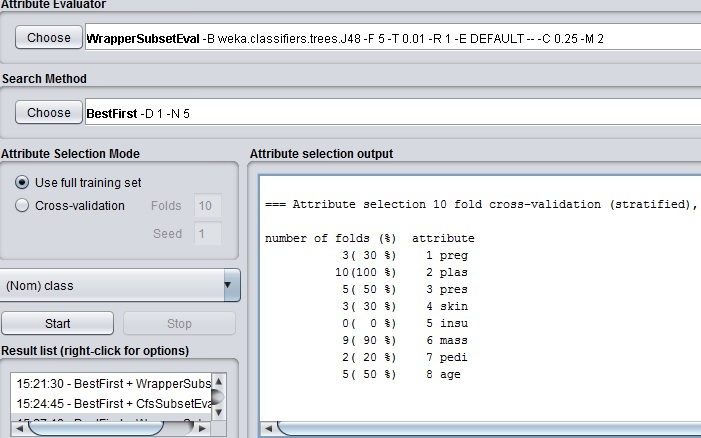 Attribute Evaluator
Choose WrapperSubsetEval -B weka.classifiers.trees.J48 -F 5 -T 0.01 -R 1 -E DEFAULT -- -C 0.25 -M 2
Search Method
Choose BestFirst -D 1 -N 5
Attribute Selection Mode
Use full training set
Cross-validation Folds 10
Seed 1
(Nom) class
Start Stop
Result list (right-click for options)
15:21:30 - BestFirst + WrapperSubs
15:24:45 - BestFirst + CfsSubsetEva
Attribute selection output
=== Attribute selection 10 fold cross-validation (stratified),
number of folds (%) attribute
3( 30 %) 1 preg
10(100 %) 2 plas
5( 50 %) 3 pres
3( 30 %) 4 skin
0( 0 %) 5 insu
9( 90 %) 6 mass
2( 20 %) 7 pedi
5( 50 %) 8 age